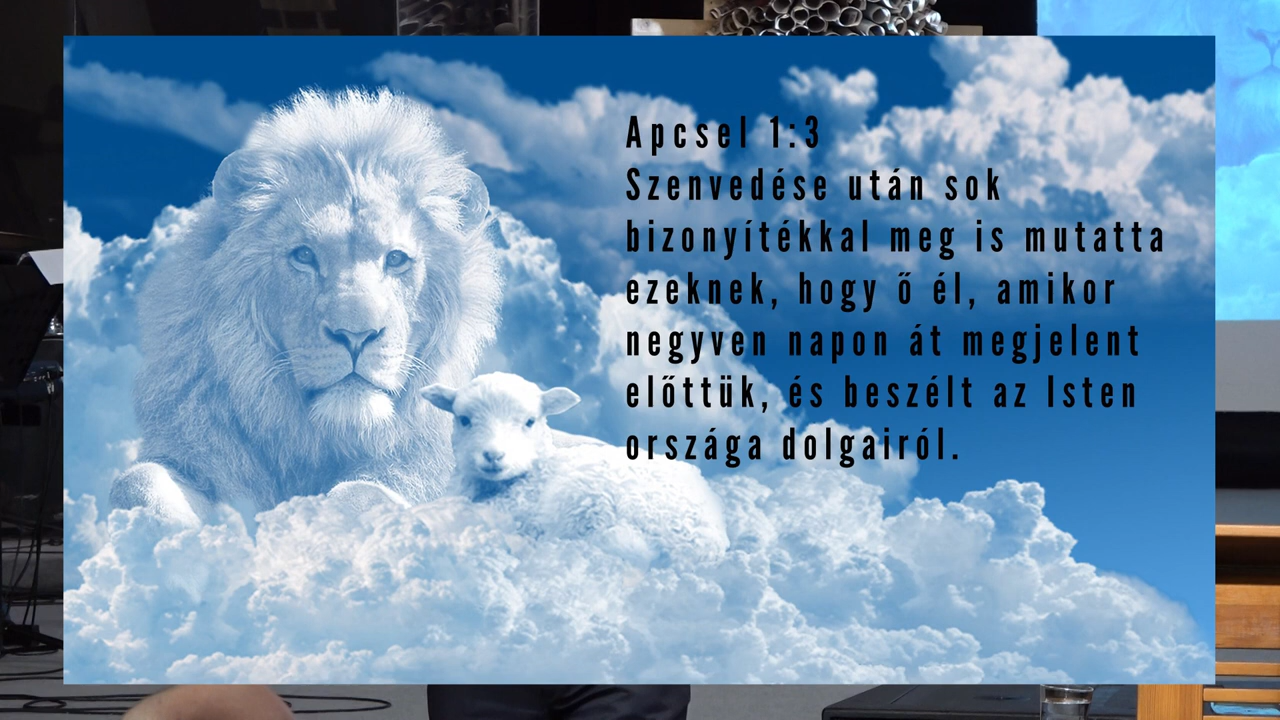 Apcsel 1:3
Szenvedése után sok
bizonyítékkal meg is mutatta
ezeknek, hogy ő él, amikor
negyven napon át megjelent
előttük, és beszélt az Isten
országa dolgairól.